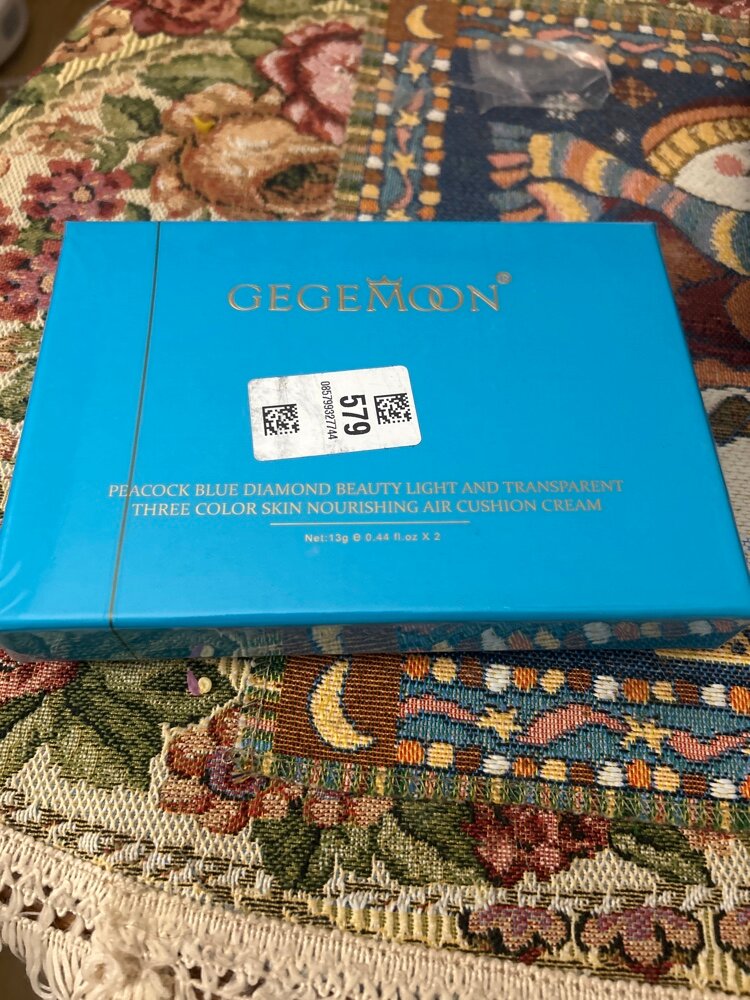 GEGEMOON®
579
085799327744
PEACOCK BLUE DIAMOND BEAUTY LIGHT AND TRANSPARENT
THREE COLOR SKIN NOURISHING AIR CUSHION CREAM
Net:13g e 0.44 fl.oz X 2